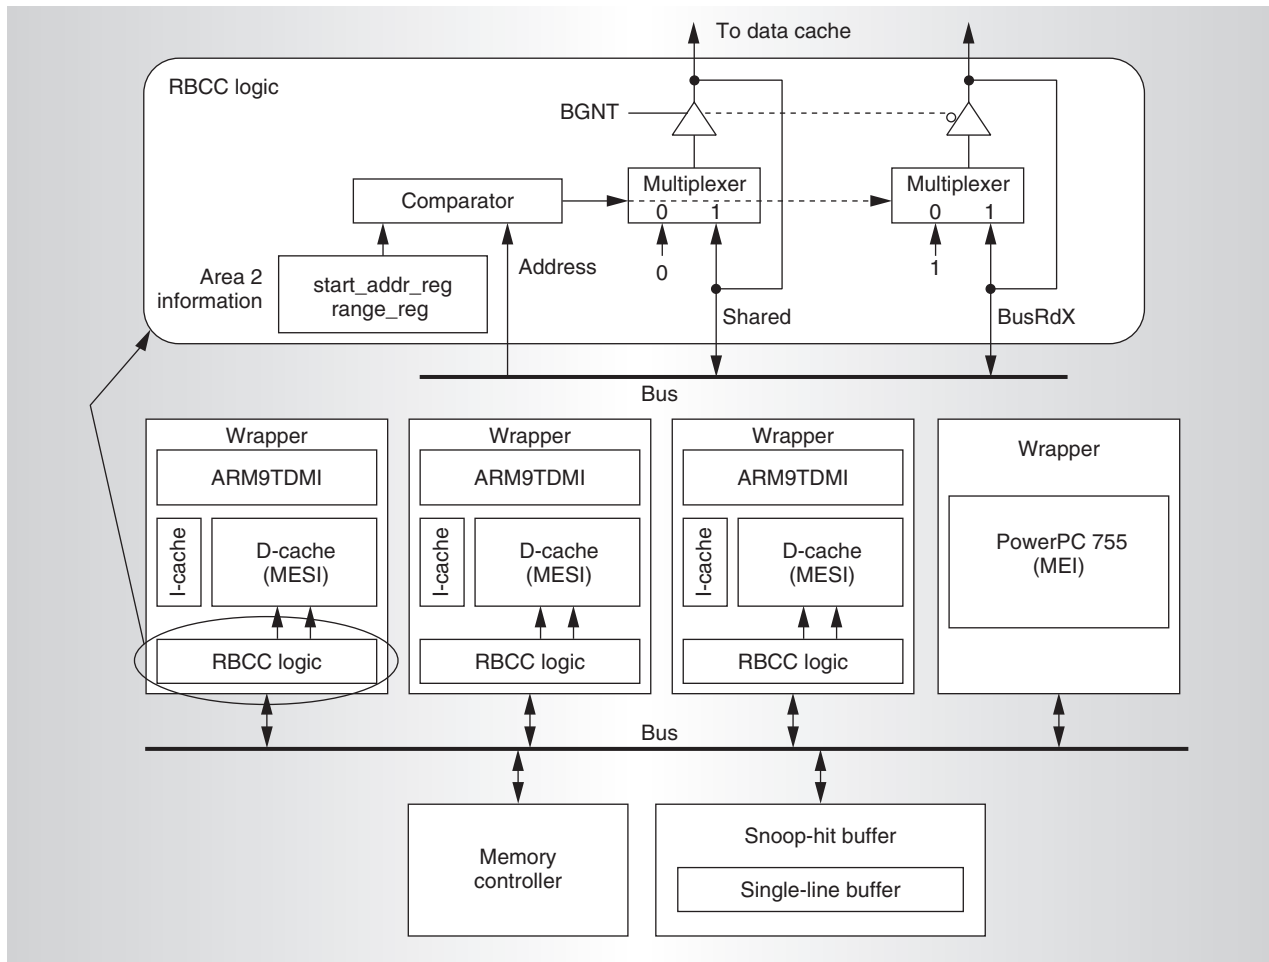 To data cache
RBCC logic
BGNT
Multiplexer
0 1
Multiplexer
0 1
Comparator
0
1
Area 2
information
start_addr_reg
range_reg
Address
Shared
BusRdX
Bus
Wrapper
ARM9TDMI
I-cache
D-cache
(MESI)
RBCC logic
Wrapper
ARM9TDMI
I-cache
D-cache
(MESI)
RBCC logic
Wrapper
ARM9TDMI
I-cache
D-cache
(MESI)
RBCC logic
Wrapper
PowerPC 755
(MEI)
Bus
Memory
controller
Snoop-hit buffer
Single-line buffer